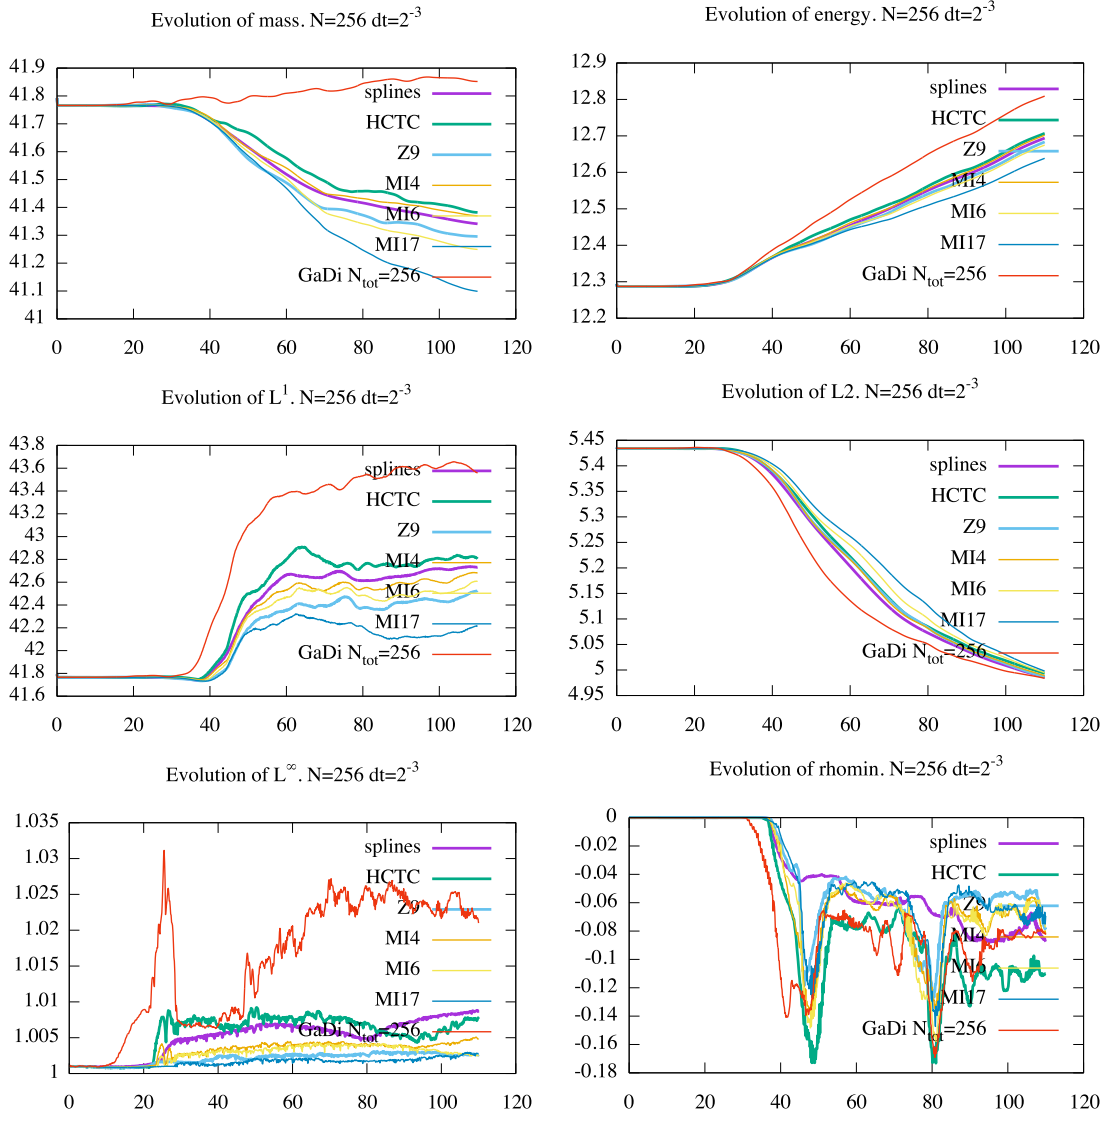 Evolution of mass. N=256 dt=2^-3
41.9
41.8
41.7
41.6
41.5
41.4
41.3
41.2
41.1
41
0 20 40 60 80 100 120
splines
HCTC
Z9
MI4
MI6
MI17
GaDi N_tot=256
Evolution of energy. N=256 dt=2^-3
12.9
12.8
12.7
12.6
12.5
12.4
12.3
12.2
0 20 40 60 80 100 120
splines
HCTC
Z9
MI4
MI6
MI17
GaDi N_tot=256
Evolution of L^1. N=256 dt=2^-3
43.8
43.6
43.4
43.2
43
42.8
42.6
42.4
42.2
42
41.8
41.6
0 20 40 60 80 100 120
splines
HCTC
Z9
MI4
MI6
MI17
GaDi N_tot=256
Evolution of L2. N=256 dt=2^-3
5.45
5.4
5.35
5.3
5.25
5.2
5.15
5.1
5.05
5
4.95
0 20 40 60 80 100 120
splines
HCTC
Z9
MI4
MI6
MI17
GaDi N_tot=256
Evolution of L^∞. N=256 dt=2^-3
1.035
1.03
1.025
1.02
1.015
1.01
1.005
1
0 20 40 60 80 100 120
splines
HCTC
Z9
MI4
MI6
MI17
GaDi N_tot=256
Evolution of rhomin. N=256 dt=2^-3
0
-0.02
-0.04
-0.06
-0.08
-0.1
-0.12
-0.14
-0.16
-0.18
0 20 40 60 80 100 120
splines
HCTC
Z9
MI4
MI6
MI17
GaDi N_tot=256